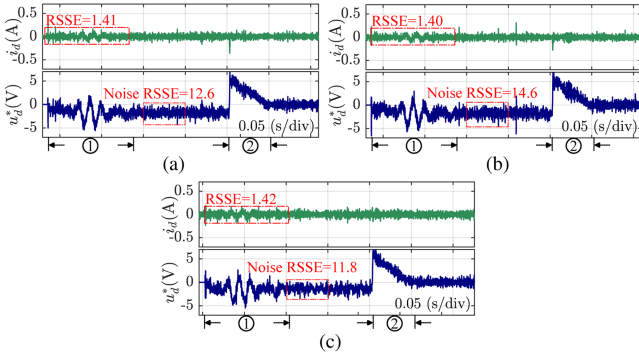 RSSE=1.41
0.5
0
-0.5
i_d(A)
5
0
-5
u_d^*(V)
Noise RSSE=12.6
0.05 (s/div)
① ②
(a)
RSSE=1.40
0.5
0
-0.5
i_d(A)
5
0
-5
u_d^*(V)
Noise RSSE=14.6
0.05 (s/div)
① ②
(b)
RSSE=1.42
0.5
0
-0.5
i_d(A)
5
0
-5
u_d^*(V)
Noise RSSE=11.8
0.05 (s/div)
① ②
(c)